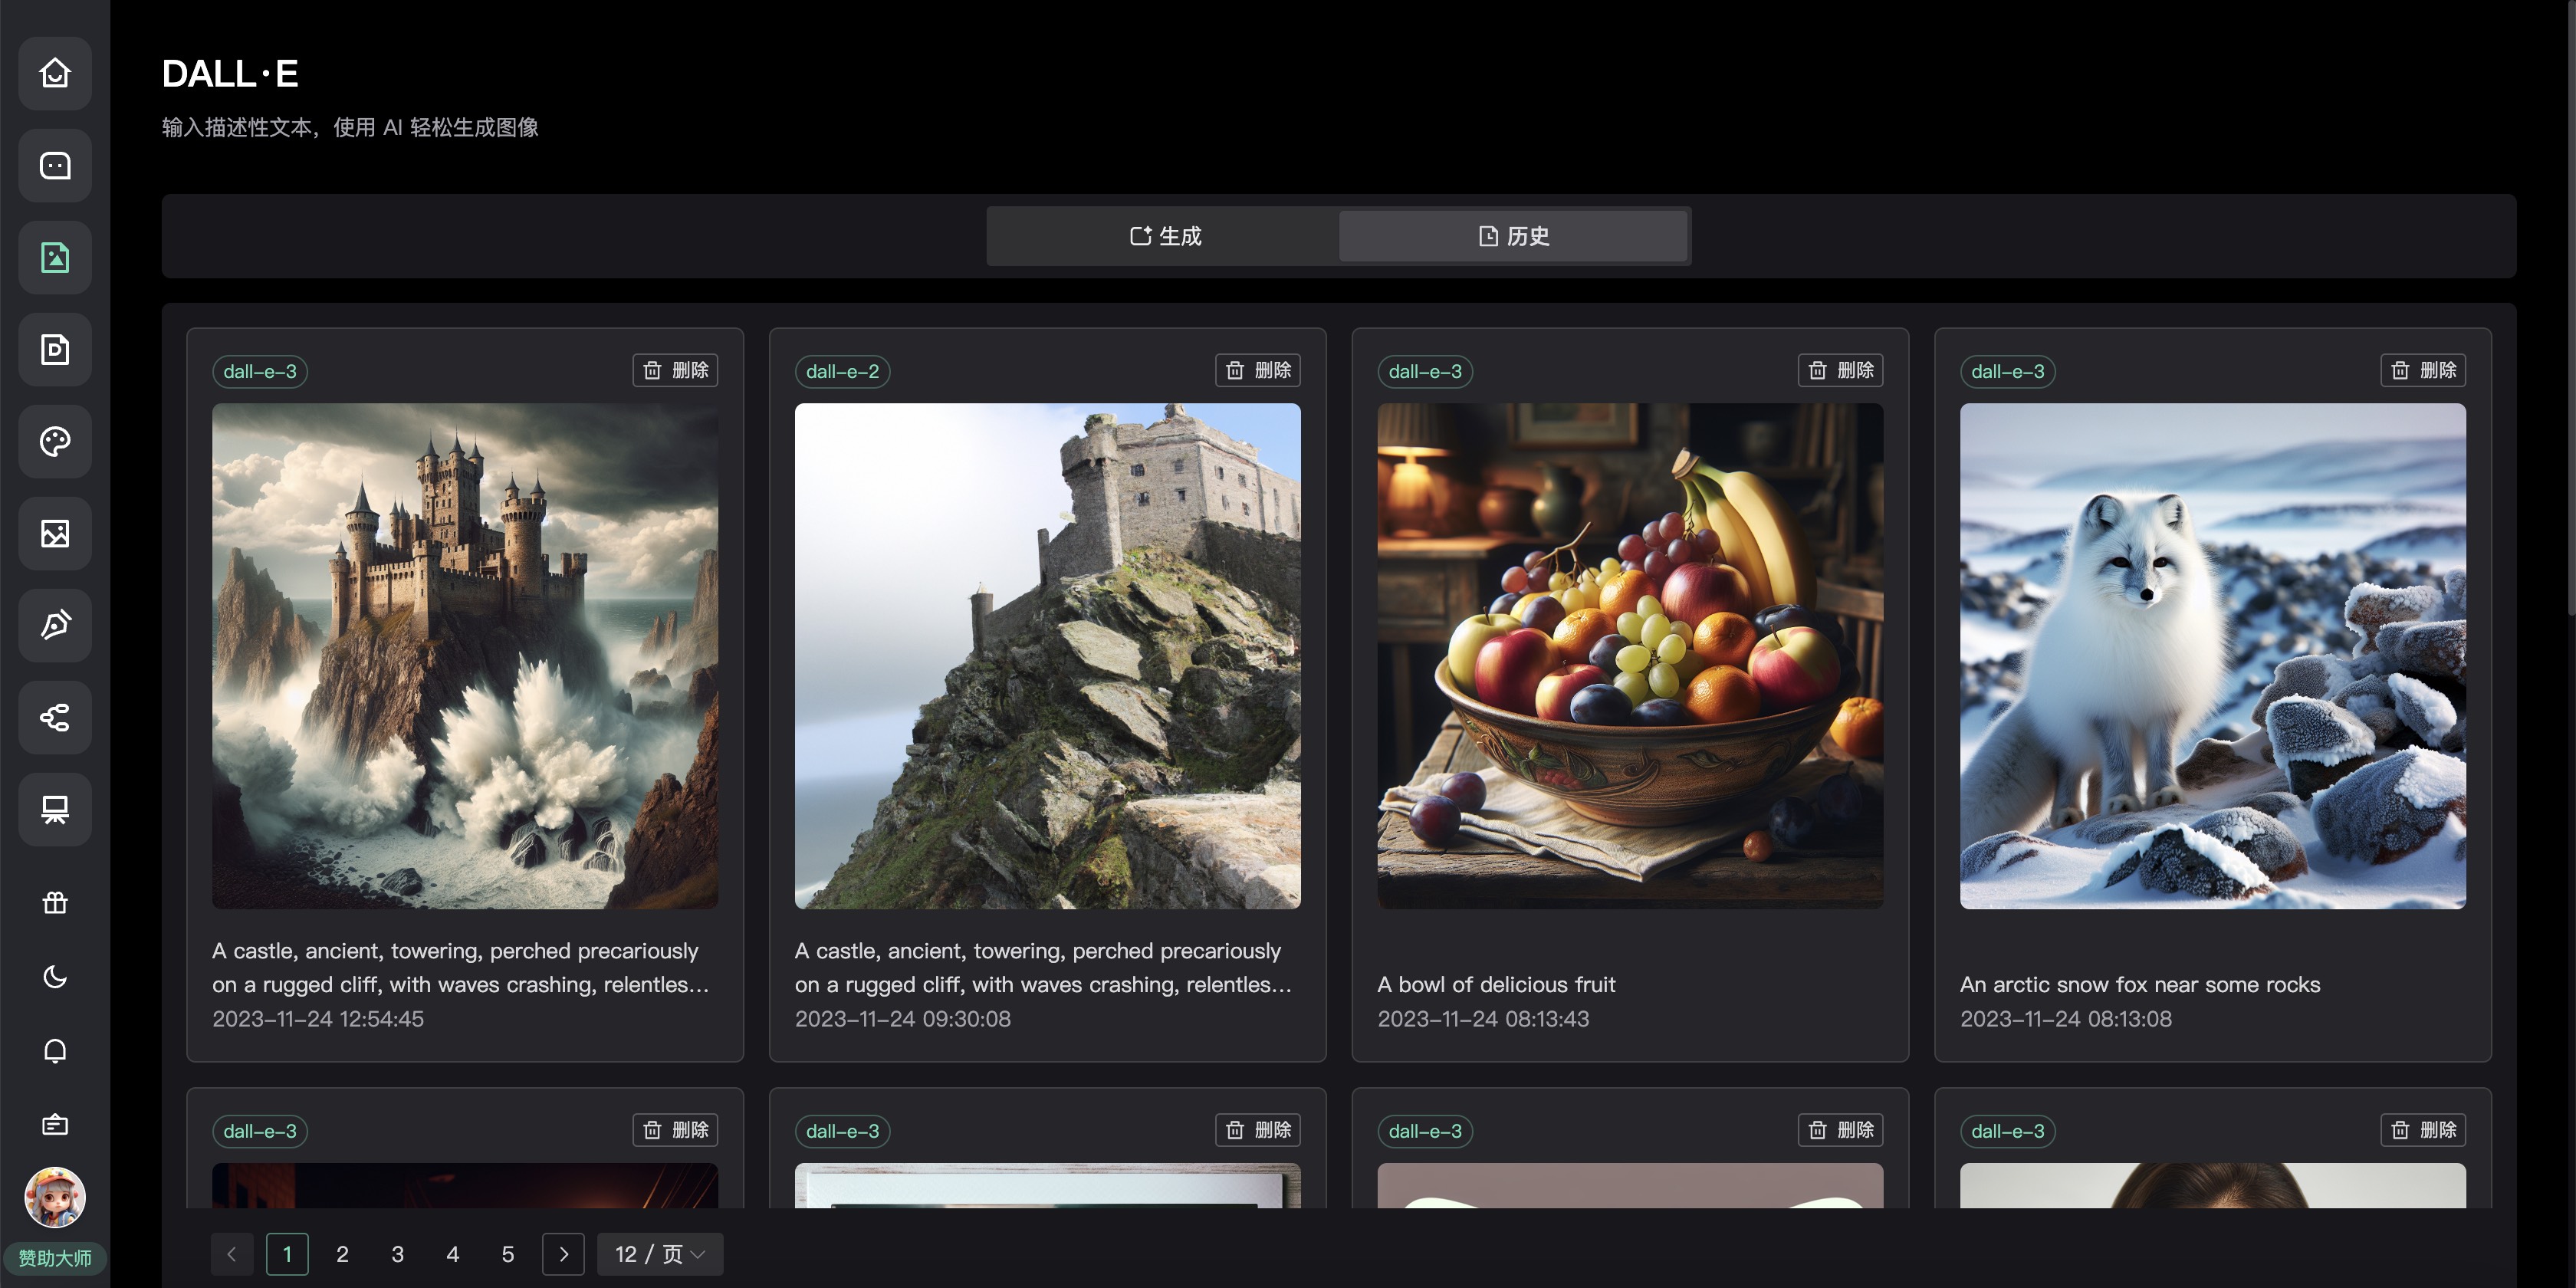 DALL·E
输入描述性文本，使用 AI 轻松生成图像
生成
历史
dall-e-3
删除
dall-e-2
删除
dall-e-3
删除
dall-e-3
删除
A castle, ancient, towering, perched precariously
on a rugged cliff, with waves crashing, relentless...
2023-11-24 12:54:45
A castle, ancient, towering, perched precariously
on a rugged cliff, with waves crashing, relentless...
2023-11-24 09:30:08
A bowl of delicious fruit
2023-11-24 08:13:43
An arctic snow fox near some rocks
2023-11-24 08:13:08
dall-e-3
删除
dall-e-3
删除
dall-e-3
删除
dall-e-3
删除
赞助大师
1 2 3 4 5
12 / 页